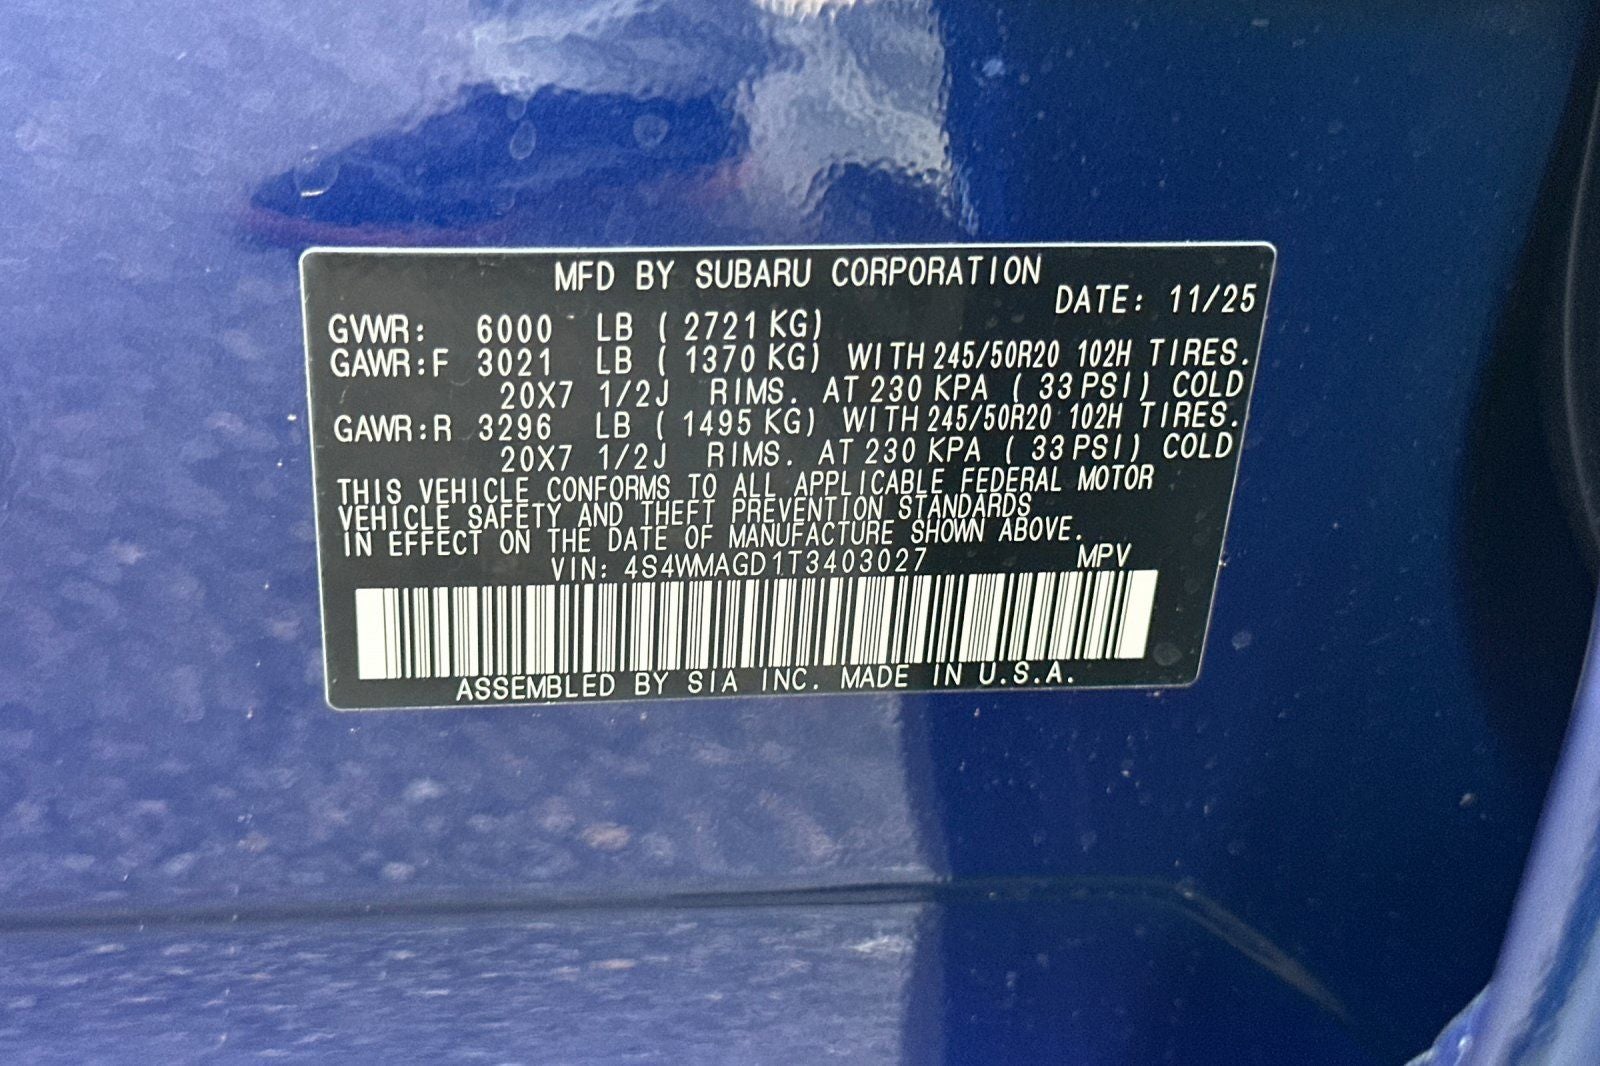 MFD BY SUBARU CORPORATION
DATE: 11/25
GVWR: 6000 LB ( 2721 KG)
GAWR:F 3021 LB ( 1370 KG) WITH 245/50R20 102H TIRES.
20X7 1/2J RIMS. AT 230 KPA ( 33 PSI) COLD
GAWR:R 3296 LB ( 1495 KG) WITH 245/50R20 102H TIRES.
20X7 1/2J RIMS. AT 230 KPA ( 33 PSI) COLD
THIS VEHICLE CONFORMS TO ALL APPLICABLE FEDERAL MOTOR
VEHICLE SAFETY AND THEFT PREVENTION STANDARDS
IN EFFECT ON THE DATE OF MANUFACTURE SHOWN ABOVE.
VIN: 4S4WMAGD1T3403027 MPV
ASSEMBLED BY SIA INC. MADE IN U.S.A.